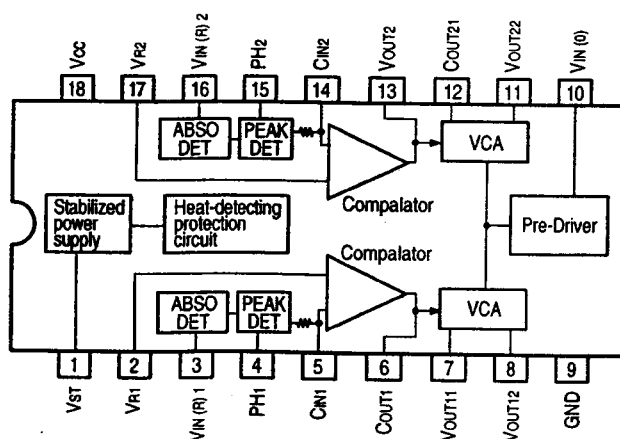 VCC
VR2
VIN (R) 2
PH2
CIN2
VOUT2
COUT21
VOUT22
VIN (0)
18
17
16
15
14
13
12
11
10
ABSO
DET
PEAK
DET
VCA
Compalator
Stabilized
power
supply
Heat-detecting
protection
circuit
Pre-Driver
Compalator
ABSO
DET
PEAK
DET
VCA
1
2
3
4
5
6
7
8
9
VST
VR1
VIN (R) 1
PH1
CIN1
COUT1
VOUT11
VOUT12
GND